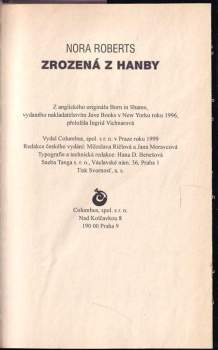 NORA ROBERTS
ZROZENÁ Z HANBY
Z anglického originálu Born in Shame,
vydaného nakladatelstvím Jove Books v New Yorku roku 1996,
přeložila Ingrid Vichnarová
Vydal Columbus, spol. s r. o. v Praze roku 1999
Redakce českého vydání: Miloslava Říčlová a Jana Moravcová
Typografie a technická redakce: Hana D. Benešová
Sazba Tanga s. r. o., Václavské nám. 36, Praha 1
Tisk Svornost, a. s.
Columbus, spol. s r. o.
Nad Kolčavkou 8
190 00 Praha 9